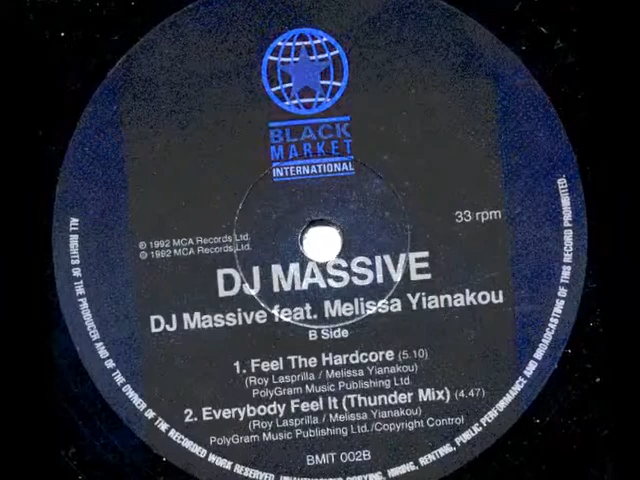 BLACK
MARKET
INTERNATIONAL
33 rpm
℗ 1992 MCA Records Ltd.
© 1992 MCA Records Ltd.
DJ MASSIVE
DJ Massive feat. Melissa Yianakou
B Side
1. Feel The Hardcore (5.10)
(Roy Lasprilla / Melissa Yianakou)
PolyGram Music Publishing Ltd
2. Everybody Feel It (Thunder Mix) (4.47)
(Roy Lasprilla / Melissa Yianakou)
PolyGram Music Publishing Ltd./Copyright Control
BMIT 002B
ALL RIGHTS OF THE PRODUCER AND OF THE OWNER OF THE RECORDED WORK RESERVED. UNAUTHORISED COPYING, HIRING, RENTING, PUBLIC PERFORMANCE AND BROADCASTING OF THIS RECORD PROHIBITED.